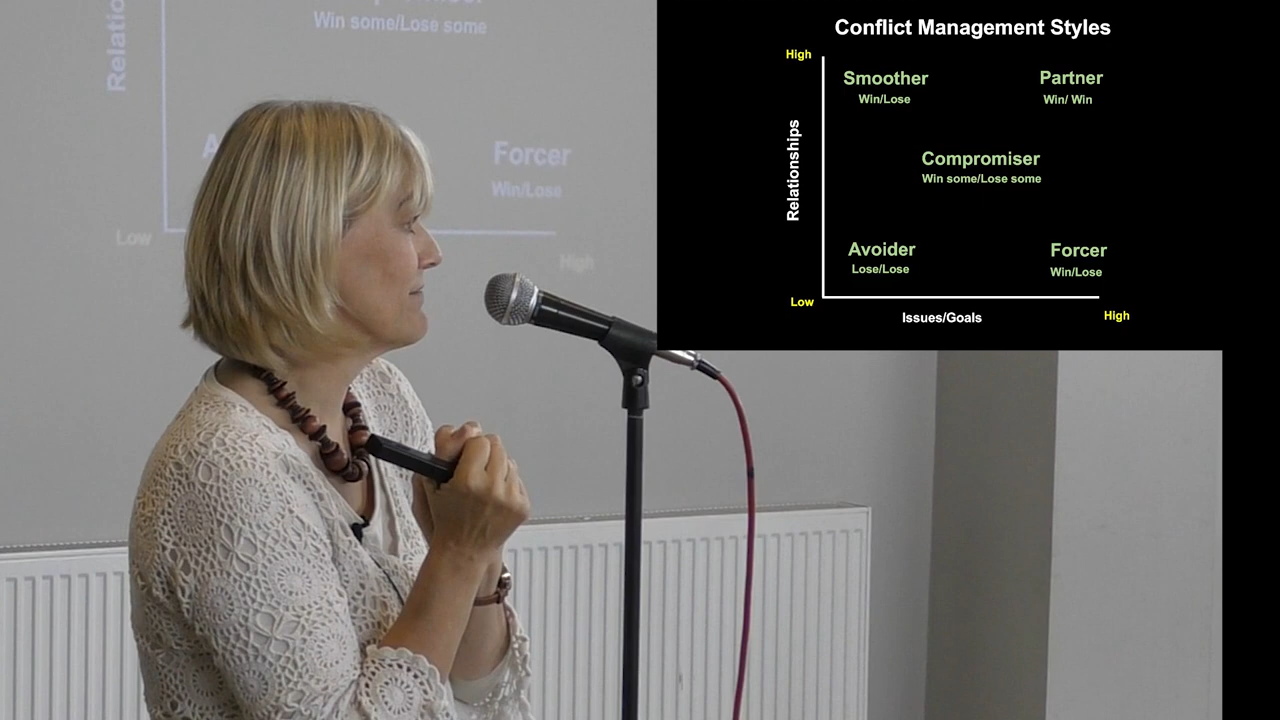 Relatio
Win some/Lose some
A
Forcer
Win/Lose
Low
High
Conflict Management Styles
High
Smoother
Win/Lose
Partner
Win/ Win
Relationships
Compromiser
Win some/Lose some
Avoider
Lose/Lose
Forcer
Win/Lose
Low
Issues/Goals
High